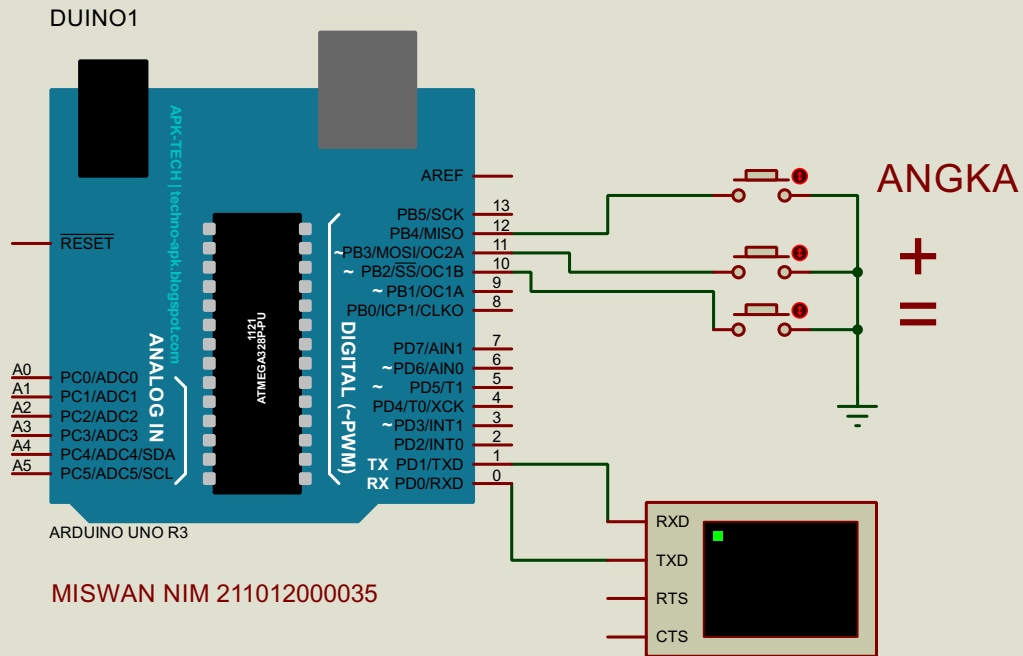 DUINO1
APK-TECH | techno-apk.blogspot.com
RESET
AREF
PB5/SCK 13
PB4/MISO 12
~PB3/MOSI/OC2A 11
~ PB2/SS/OC1B 10
~ PB1/OC1A 9
PB0/ICP1/CLKO 8
PD7/AIN1 7
~PD6/AIN0 6
~ PD5/T1 5
PD4/T0/XCK 4
~PD3/INT1 3
PD2/INT0 2
TX PD1/TXD 1
RX PD0/RXD 0
DIGITAL (~PWM)
1121
ATMEGA328P-PU
ANALOG IN
A0 PC0/ADC0
A1 PC1/ADC1
A2 PC2/ADC2
A3 PC3/ADC3
A4 PC4/ADC4/SDA
A5 PC5/ADC5/SCL
ARDUINO UNO R3
ANGKA
+
=
RXD
TXD
RTS
CTS
MISWAN NIM 211012000035